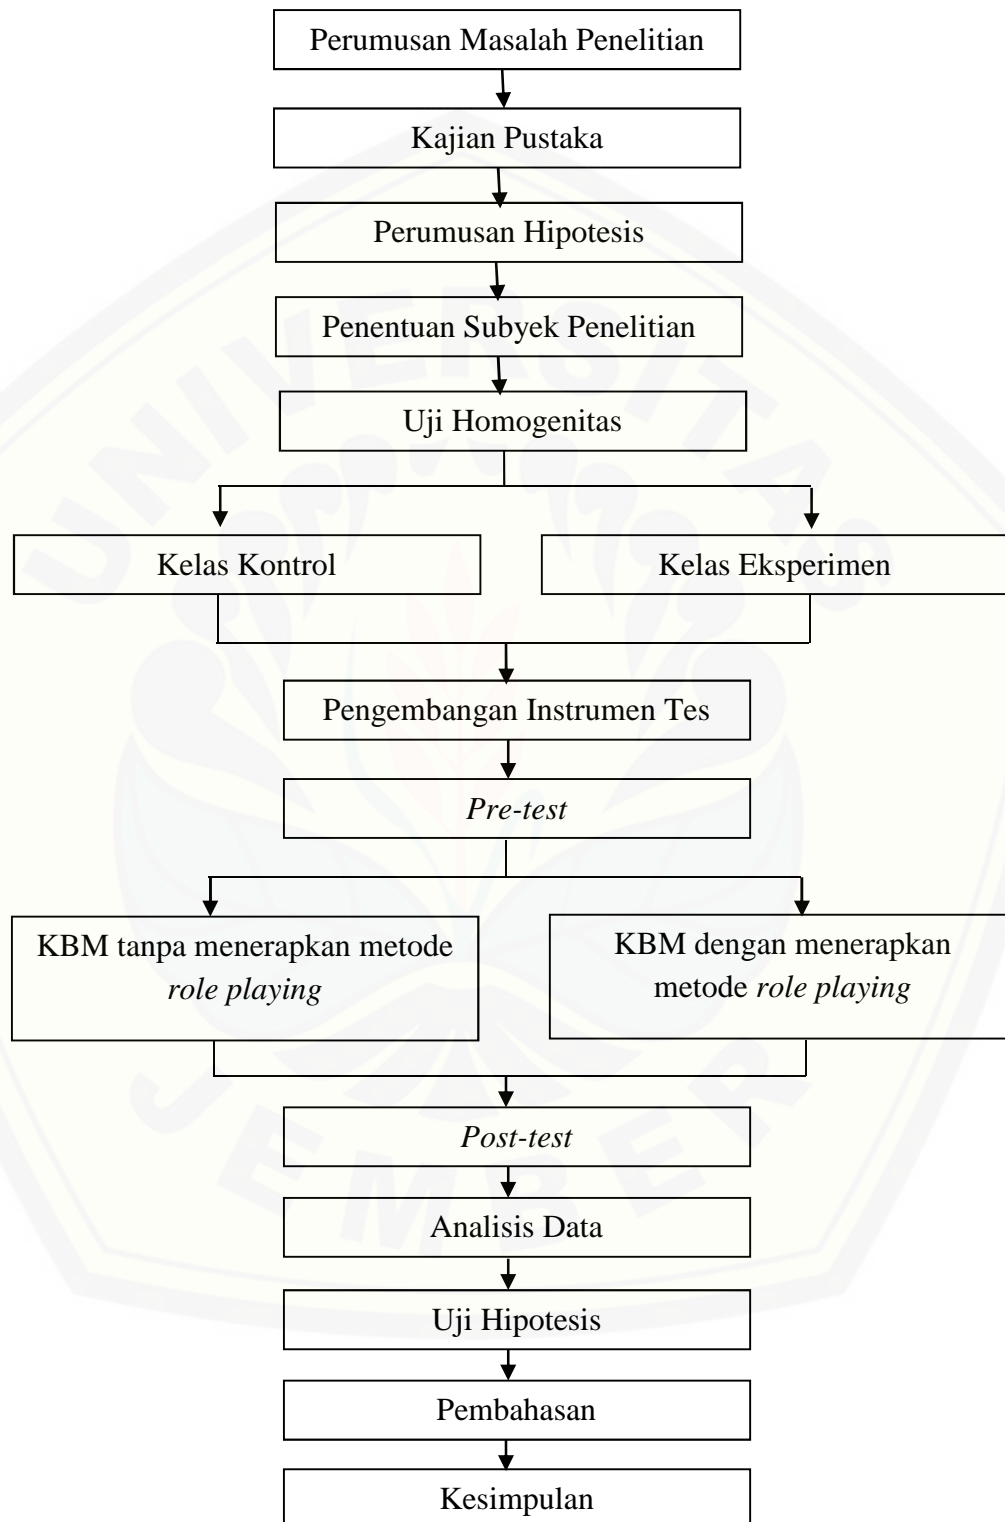 Perumusan Masalah Penelitian
Kajian Pustaka
Perumusan Hipotesis
Penentuan Subyek Penelitian
Uji Homogenitas
Kelas Kontrol
Kelas Eksperimen
Pengembangan Instrumen Tes
Pre-test
KBM tanpa menerapkan metode
role playing
KBM dengan menerapkan
metode role playing
Post-test
Analisis Data
Uji Hipotesis
Pembahasan
Kesimpulan
UNIVERSITAS
JEMBER